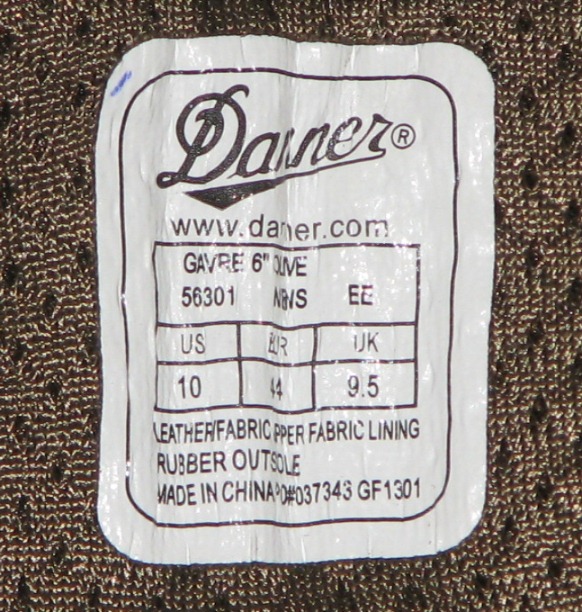 Danner®
www.danner.com
GAVRE 6" OLIVE
56301 MENS EE
US EUR UK
10 44 9.5
LEATHER/FABRIC UPPER FABRIC LINING
RUBBER OUTSOLE
MADE IN CHINA PO#037343 GF1301